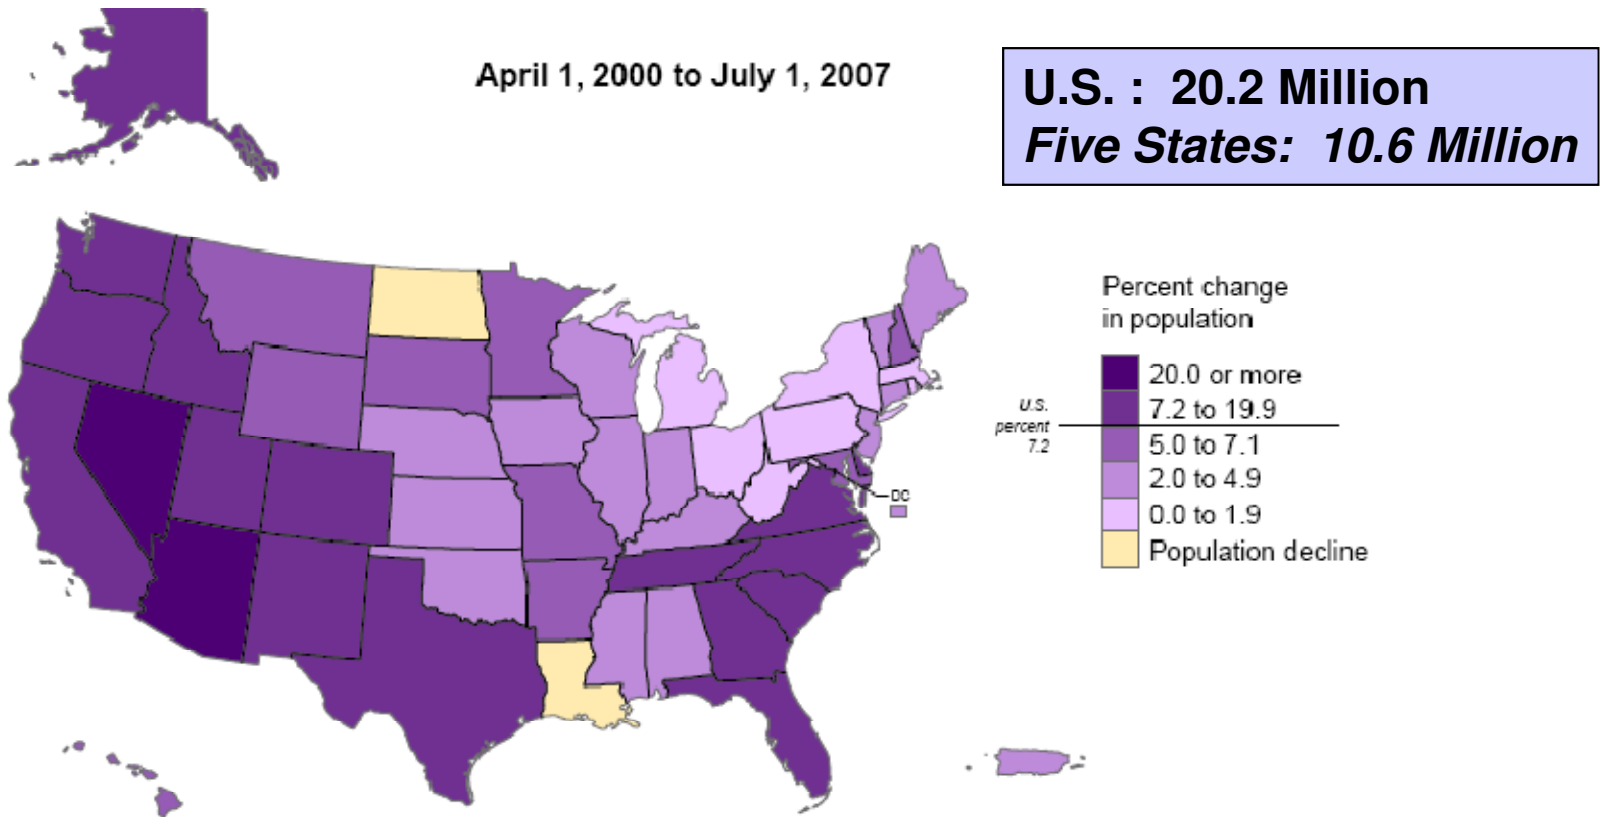 April 1, 2000 to July 1, 2007
U.S. : 20.2 Million
Five States: 10.6 Million
Percent change
in population
20.0 or more
7.2 to 19.9
5.0 to 7.1
2.0 to 4.9
0.0 to 1.9
Population decline
U.S.
percent
7.2
DC